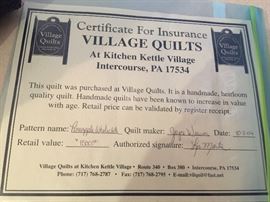 Village
Quilts
Village
Quilts
Certificate For Insurance
VILLAGE QUILTS
At Kitchen Kettle Village
Intercourse, PA 17534
This quilt was purchased at Village Quilts. It is a handmade, heirloom
quality quilt. Handmade quilts have been known to increase in value
with age. Retail price can be validated by register receipt.
Pattern name: Quilt maker: Date:
Retail value: Authorized signature:
Village Quilts at Kitchen Kettle Village • Route 340 • Box 380 • Intercourse, PA 17534
Phone: (717) 768-2787 • Fax: (717) 768-2795 • E-mail: